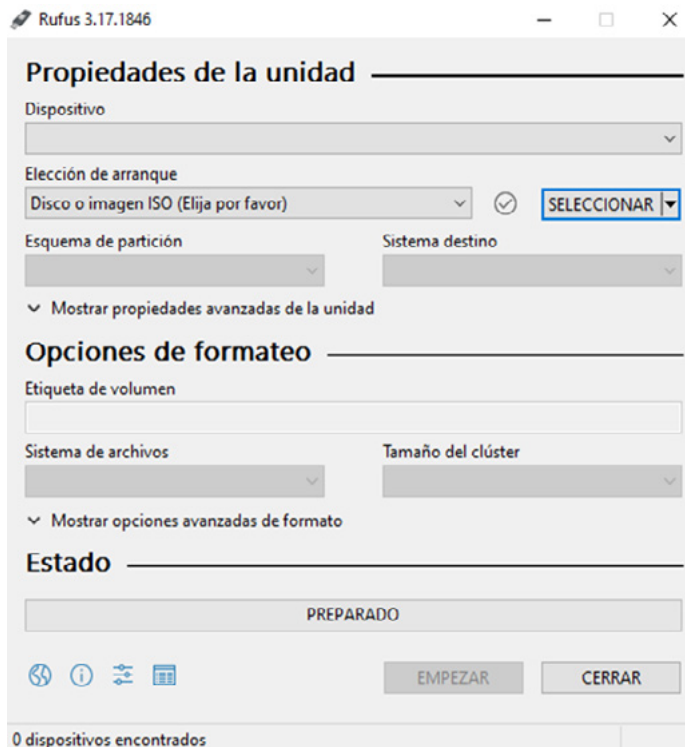 Rufus 3.17.1846
Propiedades de la unidad
Dispositivo
Elección de arranque
Disco o imagen ISO (Elija por favor)
SELECCIONAR
Esquema de partición
Sistema destino
Mostrar propiedades avanzadas de la unidad
Opciones de formateo
Etiqueta de volumen
Sistema de archivos
Tamaño del clúster
Mostrar opciones avanzadas de formato
Estado
PREPARADO
EMPEZAR
CERRAR
0 dispositivos encontrados